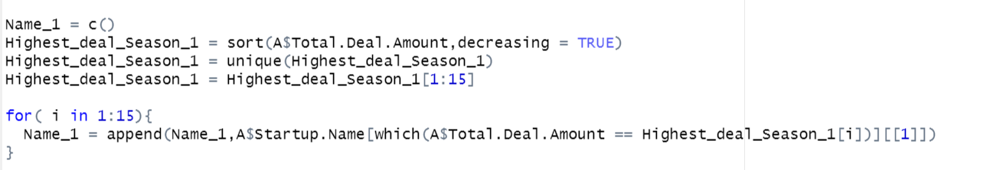 Name_1 = c()
Highest_deal_Season_1 = sort(A$Total.Deal.Amount,decreasing = TRUE)
Highest_deal_Season_1 = unique(Highest_deal_Season_1)
Highest_deal_Season_1 = Highest_deal_Season_1[1:15]
for( i in 1:15){
  Name_1 = append(Name_1,A$Startup.Name[which(A$Total.Deal.Amount == Highest_deal_Season_1[i])][[1]])
}